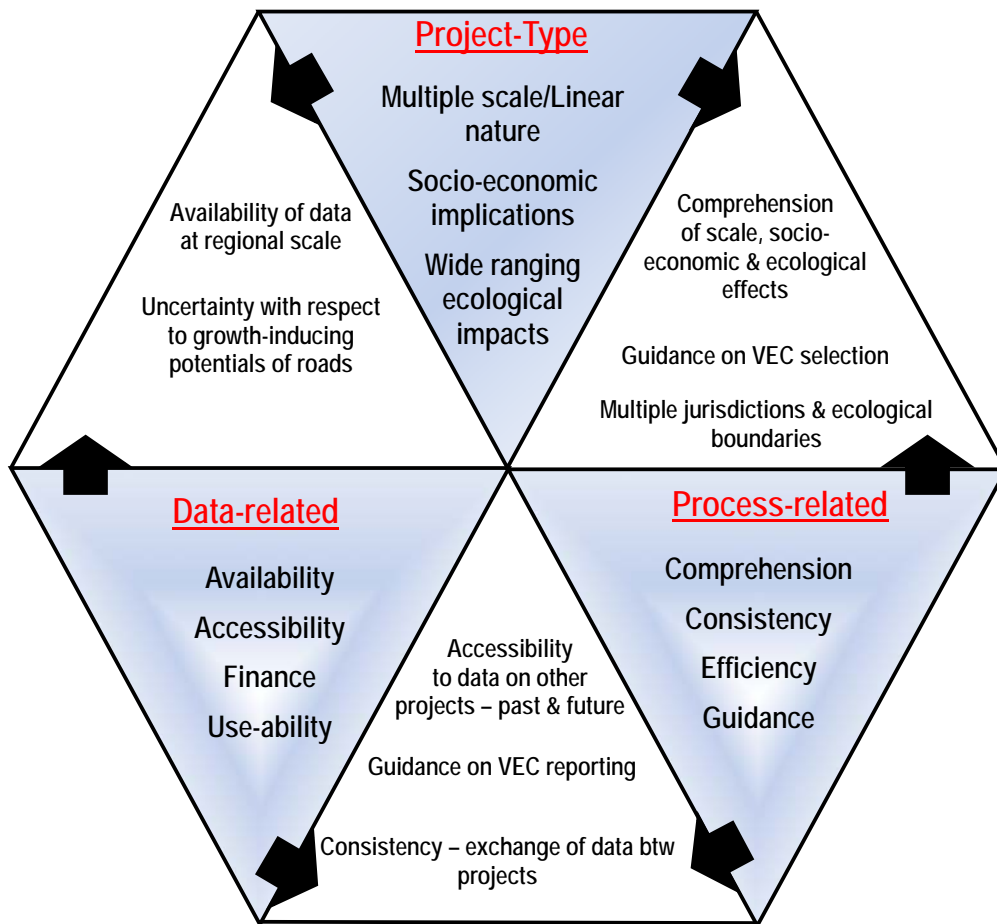 Project-Type
Multiple scale/Linear
nature
Socio-economic
implications
Wide ranging
ecological
impacts
Availability of data
at regional scale
Uncertainty with respect
to growth-inducing
potentials of roads
Comprehension
of scale, socio-
economic & ecological
effects
Guidance on VEC selection
Multiple jurisdictions & ecological
boundaries
Data-related
Availability
Accessibility
Finance
Use-ability
Process-related
Comprehension
Consistency
Efficiency
Guidance
Accessibility
to data on other
projects – past & future
Guidance on VEC reporting
Consistency – exchange of data btw
projects